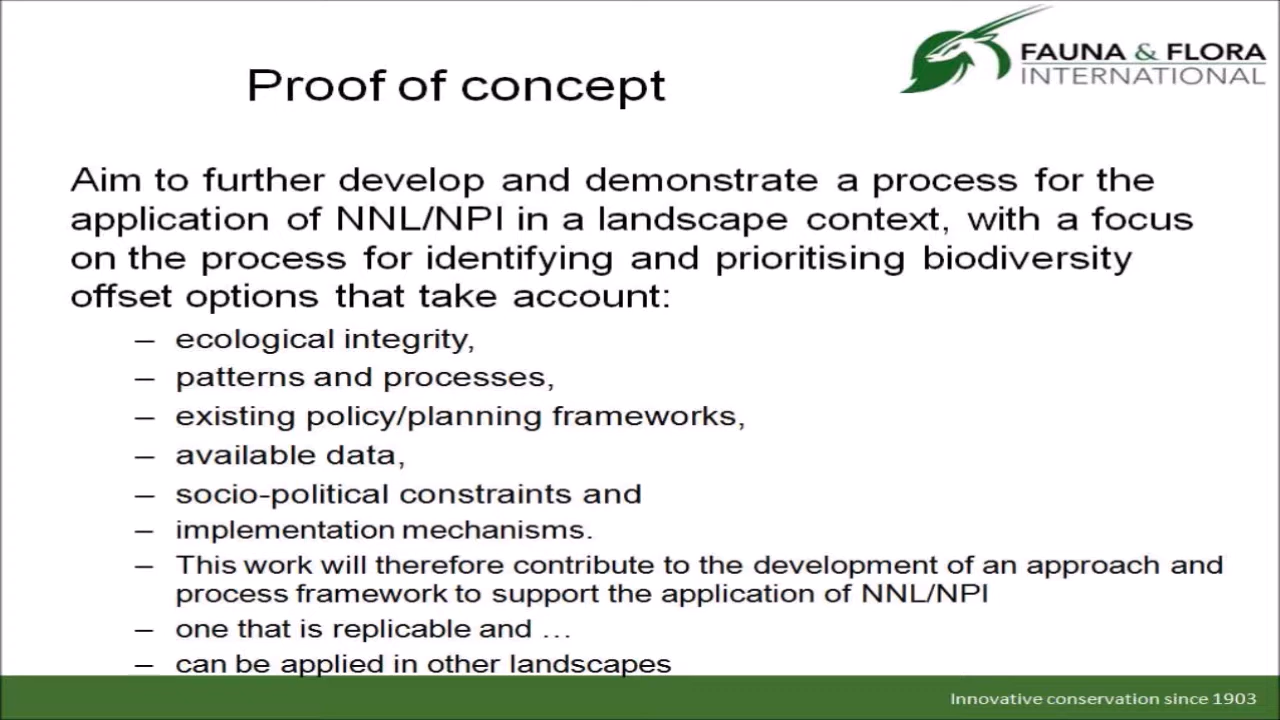 FAUNA & FLORA
INTERNATIONAL
Proof of concept
Aim to further develop and demonstrate a process for the
application of NNL/NPI in a landscape context, with a focus
on the process for identifying and prioritising biodiversity
offset options that take account:
– ecological integrity,
– patterns and processes,
– existing policy/planning frameworks,
– available data,
– socio-political constraints and
– implementation mechanisms.
– This work will therefore contribute to the development of an approach and
process framework to support the application of NNL/NPI
– one that is replicable and …
– can be applied in other landscapes
Innovative conservation since 1903